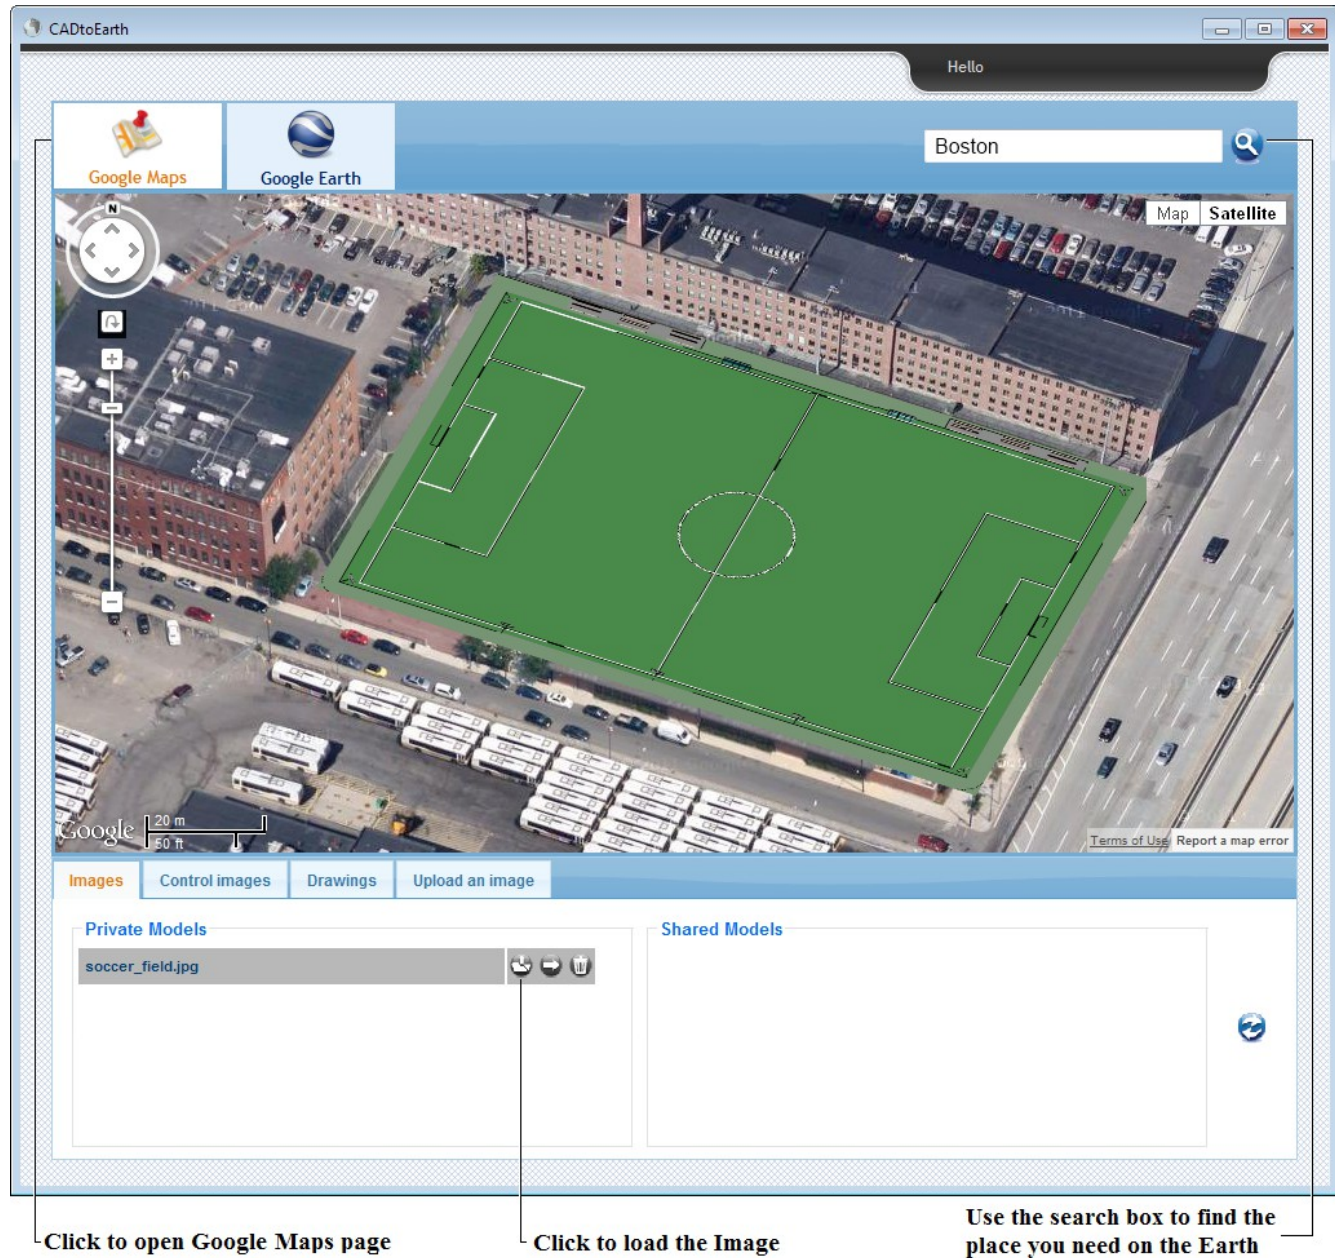 CADtoEarth
Hello
Google Maps
Google Earth
Boston
N
Map
Satellite
Google
20 m
50 ft
Terms of Use
Report a map error
Images
Control images
Drawings
Upload an image
Private Models
Shared Models
soccer_field.jpg
Click to open Google Maps page
Click to load the Image
Use the search box to find the
place you need on the Earth